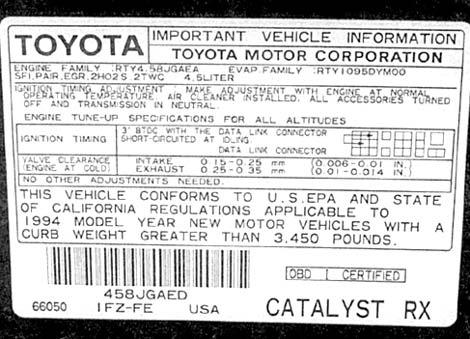 TOYOTA
IMPORTANT VEHICLE INFORMATION
TOYOTA MOTOR CORPORATION
ENGINE FAMILY :RTY4.58JGAEA EVAP.FAMILY :RTY1095DYM00
SFI,PAIR,EGR,2HO2S,2TWC 4.5LITER
IGNITION TIMING ADJUSTMENT : MAKE ADJUSTMENT WITH ENGINE AT NORMAL
OPERATING TEMPERATURE, AIR CLEANER INSTALLED, ALL ACCESSORIES TURNED
OFF AND TRANSMISSION IN NEUTRAL.
ENGINE TUNE-UP SPECIFICATIONS FOR ALL ALTITUDES
IGNITION TIMING
3° BTDC WITH THE DATA LINK CONNECTOR
SHORT-CIRCUITED AT IDLING
DATA LINK CONNECTOR
VALVE CLEARANCE INTAKE 0.15-0.25 mm (0.006-0.01 IN.)
(ENGINE AT COLD) EXHAUST 0.25-0.35 mm (0.01-0.014 IN.)
NO OTHER ADJUSTMENTS NEEDED.
THIS VEHICLE CONFORMS TO U.S.EPA AND STATE
OF CALIFORNIA REGULATIONS APPLICABLE TO
1994 MODEL YEAR NEW MOTOR VEHICLES WITH A
CURB WEIGHT GREATER THAN 3,450 POUNDS.
OBD I CERTIFIED
458JGAED
66050 1FZ-FE USA CATALYST RX